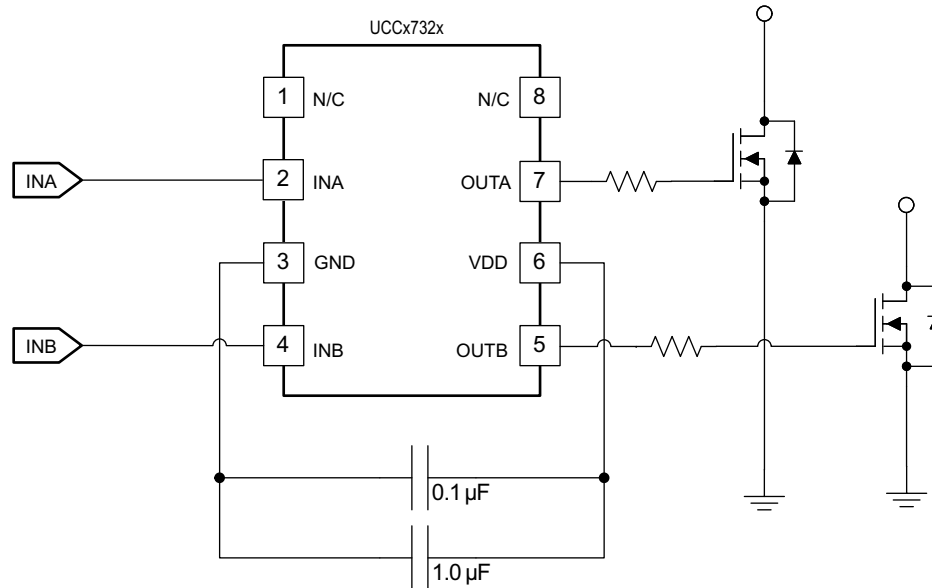 UCCx732x
1 N/C N/C 8
INA 2 INA OUTA 7
3 GND VDD 6
INB 4 INB OUTB 5
0.1 µF
1.0 µF